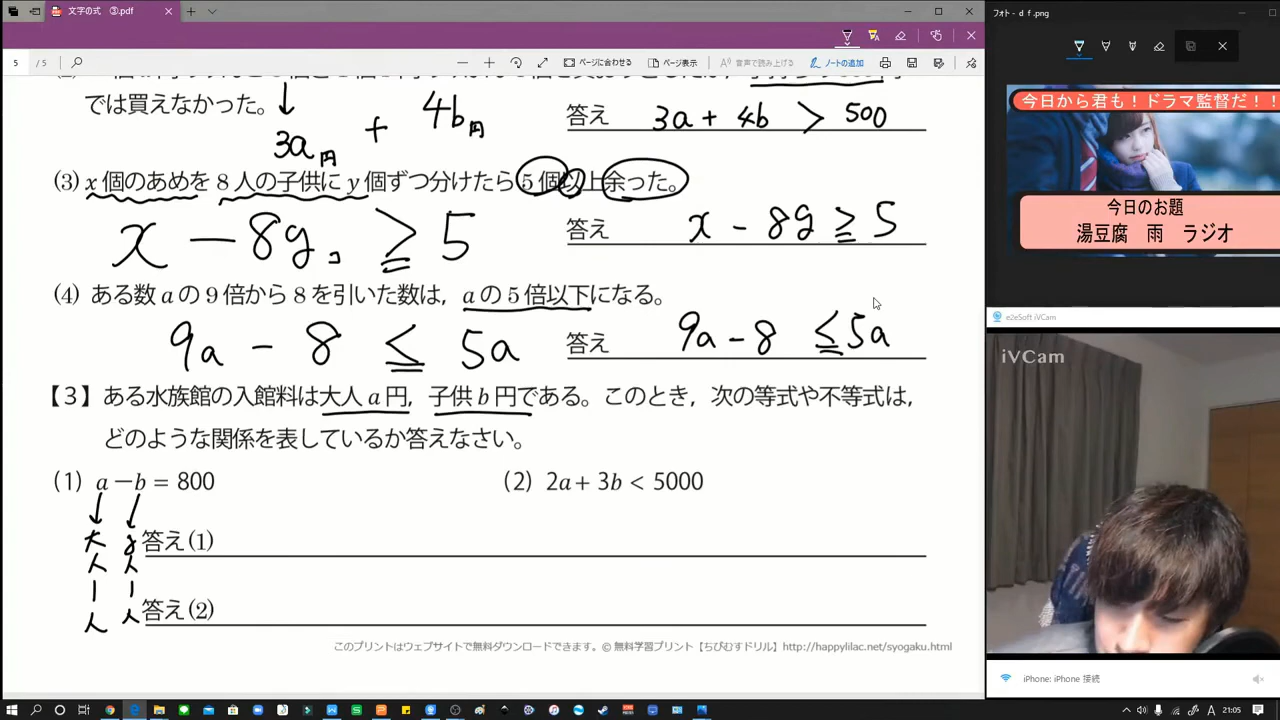 文字の式 ③.pdf
フォト - d f .png
5 / 5
ページに合わせる
ページ表示
音声で読み上げる
ノートの追加
では買えなかった。
3a円 + 4b円
答え 3a + 4b > 500
(3) x 個のあめを 8 人の子供に y 個ずつ分けたら 5 個以上余った。
x - 8y ≧ 5
答え x - 8y ≧ 5
(4) ある数 a の 9 倍から 8 を引いた数は, a の 5 倍以下になる。
9a - 8 ≦ 5a
答え 9a - 8 ≦ 5a
【3】ある水族館の入館料は大人 a 円, 子供 b 円である。このとき, 次の等式や不等式は,
どのような関係を表しているか答えなさい。
(1) a − b = 800
(2) 2a + 3b < 5000
大人一人
人一人
答え (1)
答え (2)
このプリントはウェブサイトで無料ダウンロードできます。© 無料学習プリント【ちびむすドリル】http://happylilac.net/syogaku.html
今日から君も!ドラマ監督だ!!
今日のお題
湯豆腐 雨 ラジオ
e2eSoft iVCam
iVCam
iPhone: iPhone 接続
A 21:05